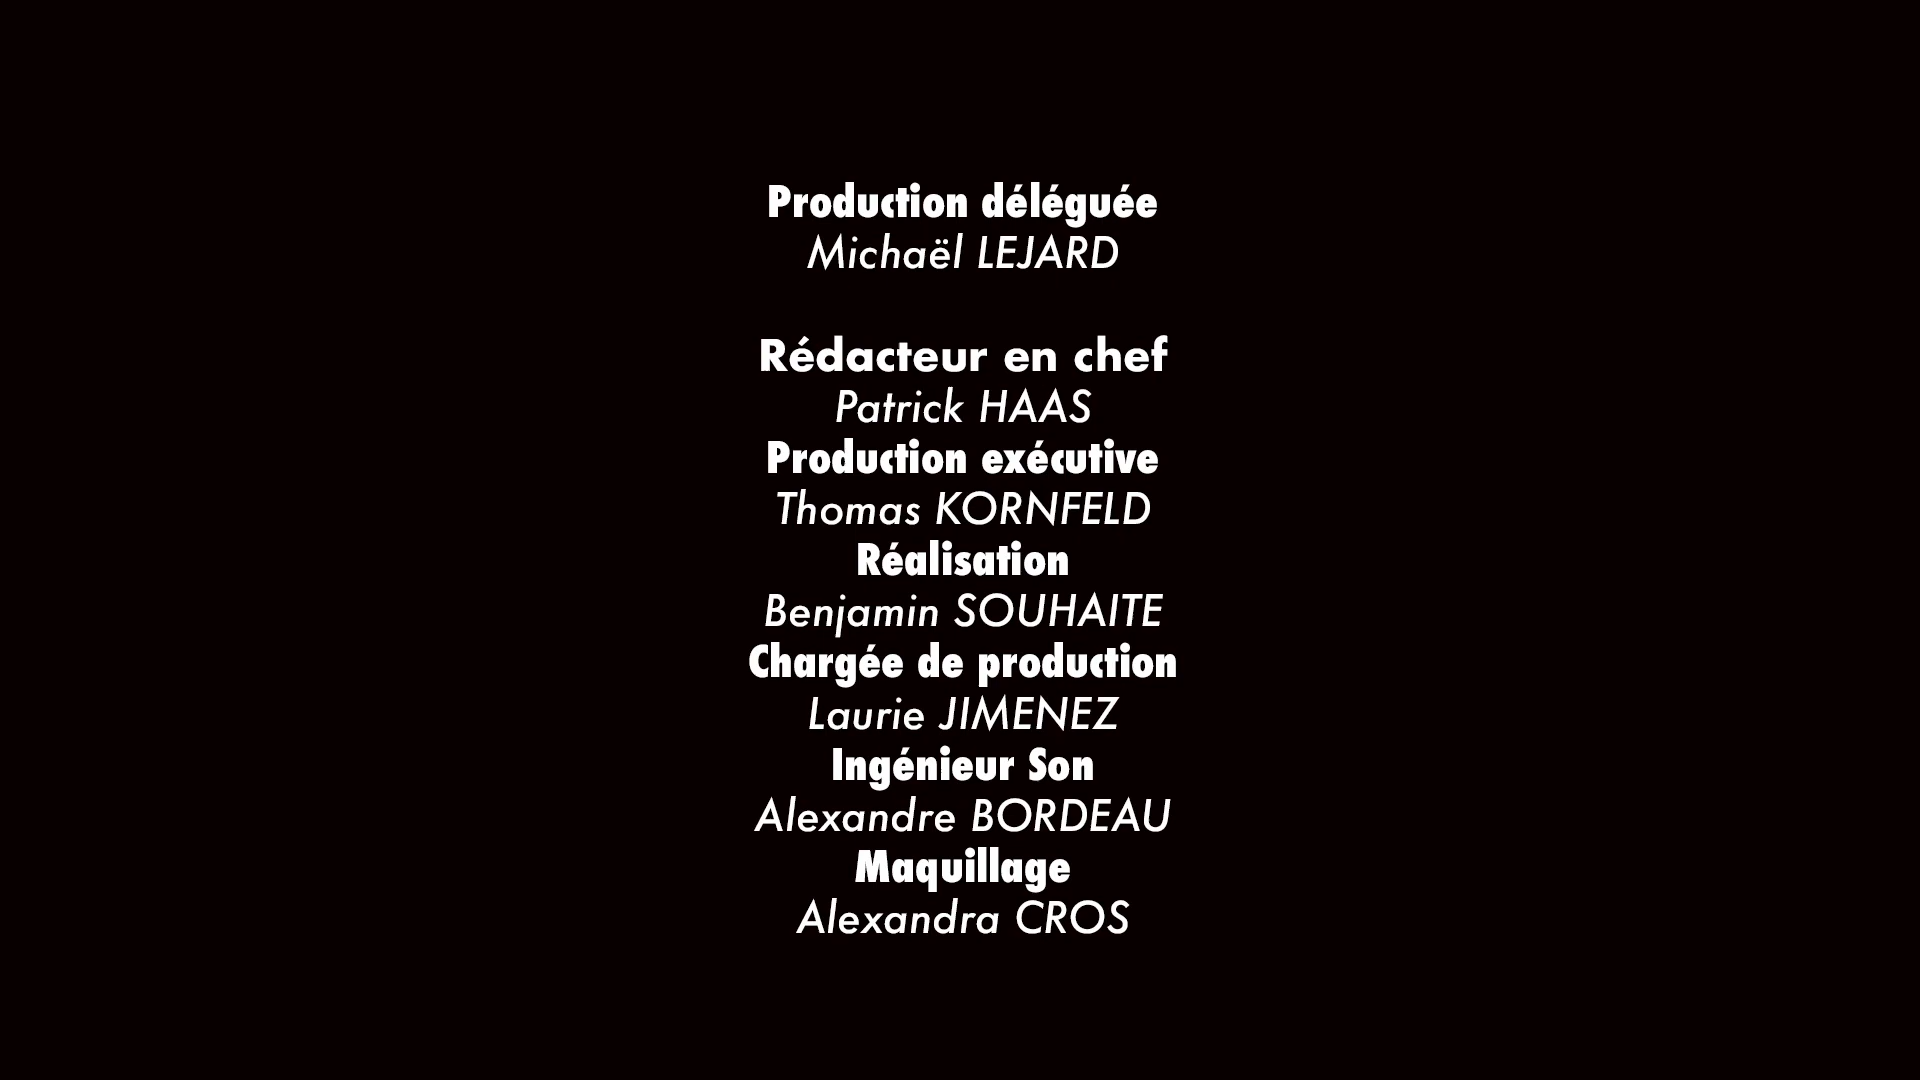 Production déléguée
Michaël LEJARD
Rédacteur en chef
Patrick HAAS
Production exécutive
Thomas KORNFELD
Réalisation
Benjamin SOUHAITE
Chargée de production
Laurie JIMENEZ
Ingénieur Son
Alexandre BORDEAU
Maquillage
Alexandra CROS